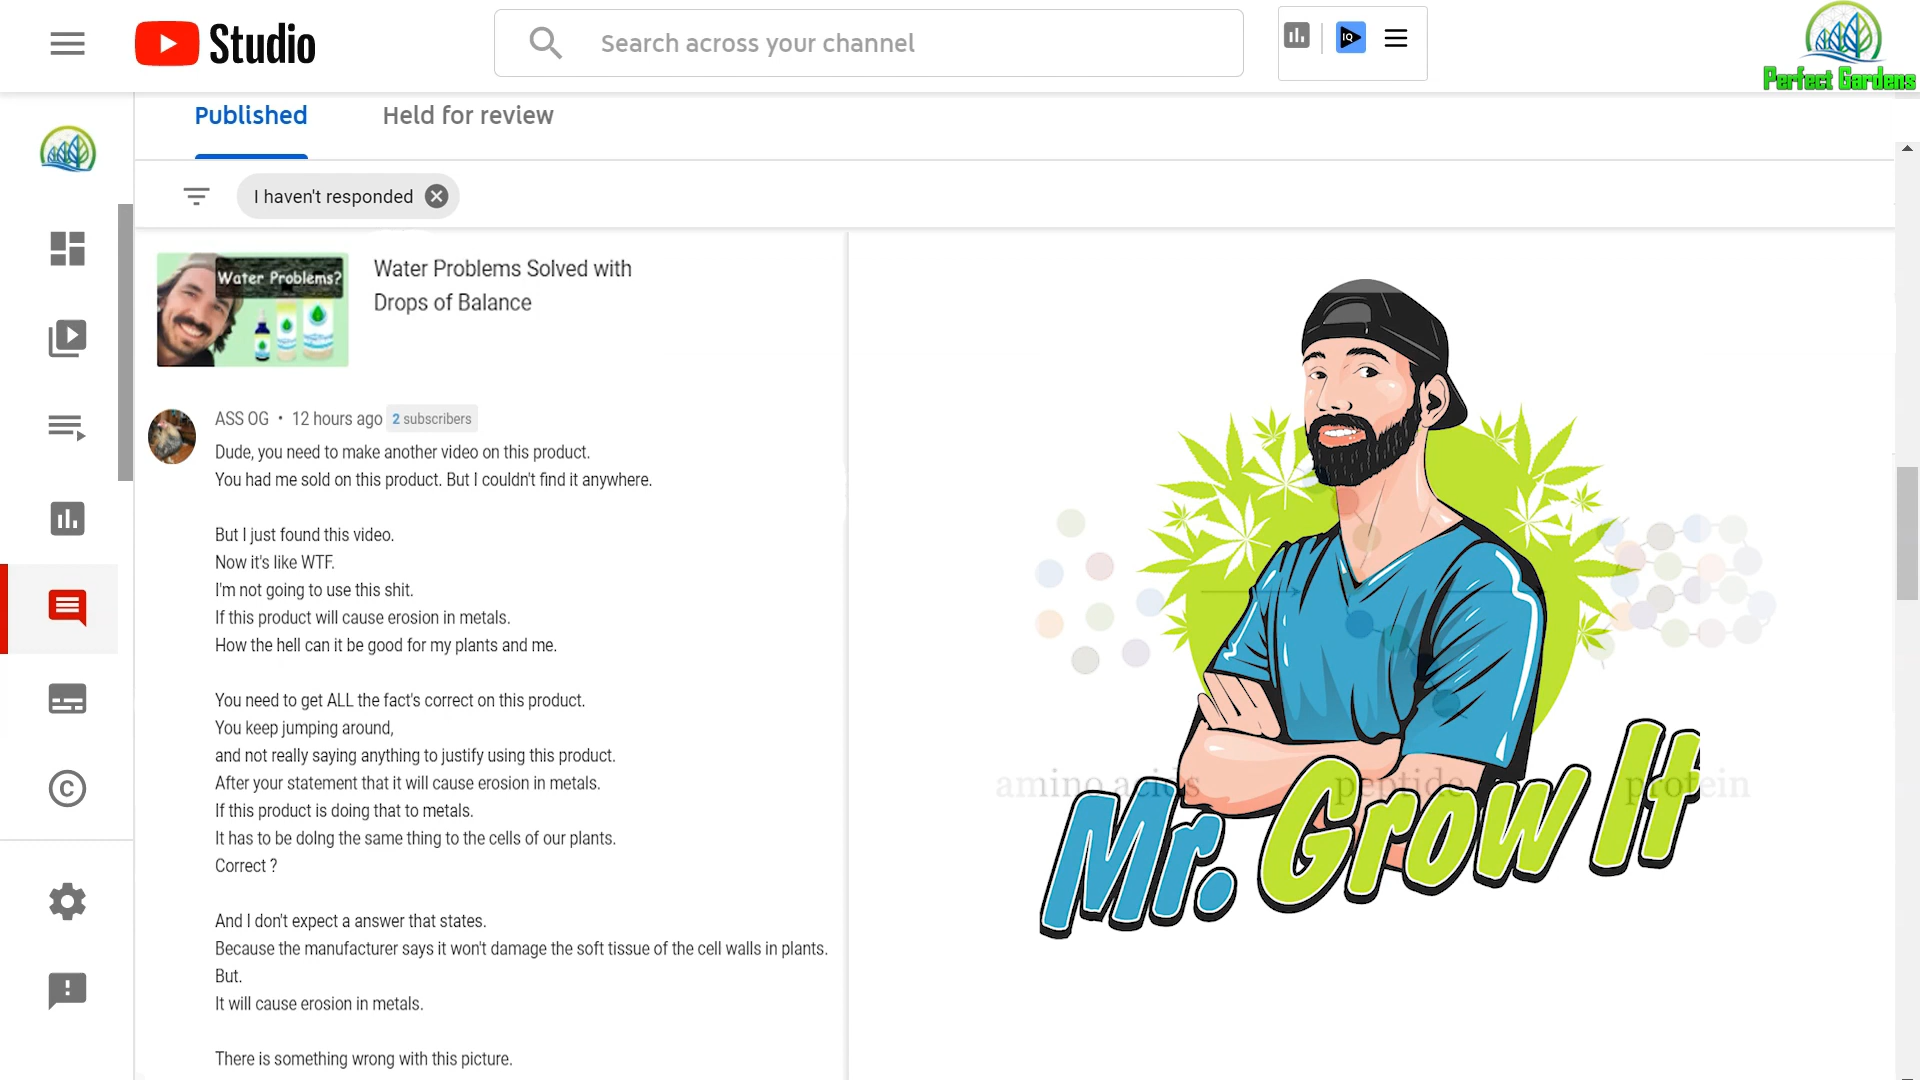 Studio
Search across your channel
IQ
Perfect Gardens
Published
Held for review
I haven't responded
Water Problems?
Water Problems Solved with
Drops of Balance
ASS OG • 12 hours ago 2 subscribers
Dude, you need to make another video on this product.
You had me sold on this product. But I couldn't find it anywhere.
But I just found this video.
Now it's like WTF.
I'm not going to use this shit.
If this product will cause erosion in metals.
How the hell can it be good for my plants and me.
You need to get ALL the fact's correct on this product.
You keep jumping around,
and not really saying anything to justify using this product.
After your statement that it will cause erosion in metals.
If this product is doing that to metals.
It has to be doIng the same thing to the cells of our plants.
Correct ?
And I don't expect a answer that states.
Because the manufacturer says it won't damage the soft tissue of the cell walls in plants.
But.
It will cause erosion in metals.
There is something wrong with this picture.
amino acids
peptide
protein
Mr. Grow It